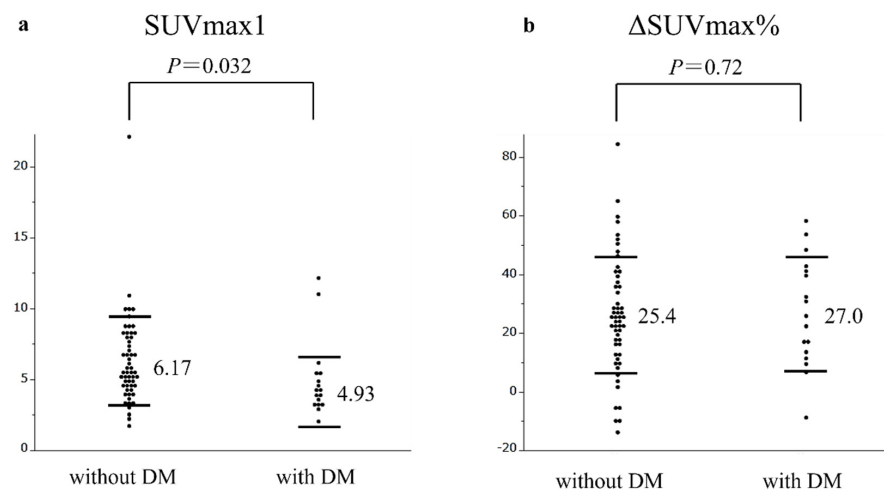 a
SUVmax1
P=0.032
20
15
10
5
0
6.17
4.93
without DM
with DM
b
ΔSUVmax%
P=0.72
80
60
40
20
0
-20
25.4
27.0
without DM
with DM